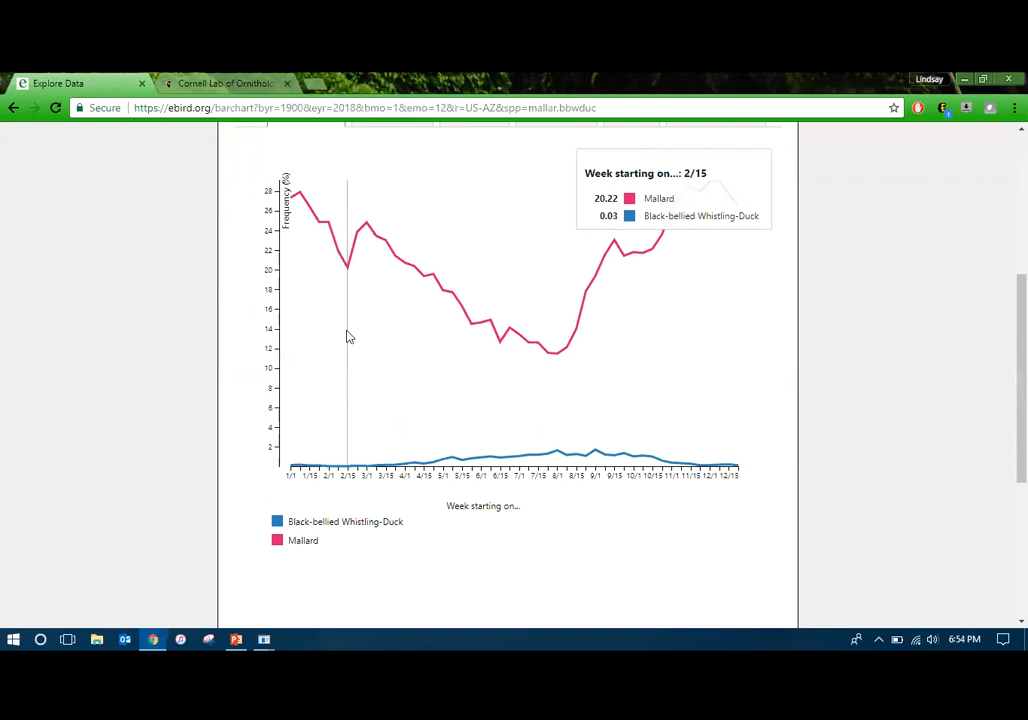 Explore Data
Cornell Lab of Ornitholo
Lindsay
Secure
https://ebird.org/barchart?byr=1900&eyr=2018&bmo=1&emo=12&r=US-AZ&spp=mallar.bbwduc
Week starting on...: 2/15
20.22 Mallard
0.03 Black-bellied Whistling-Duck
Frequency (%)
28
26
24
22
20
18
16
14
12
10
8
6
4
2
1/1 1/15 2/1 2/15 3/1 3/15 4/1 4/15 5/1 5/15 6/1 6/15 7/1 7/15 8/1 8/15 9/1 9/15 10/1 10/15 11/1 11/15 12/1 12/15
Week starting on...
Black-bellied Whistling-Duck
Mallard
6:54 PM